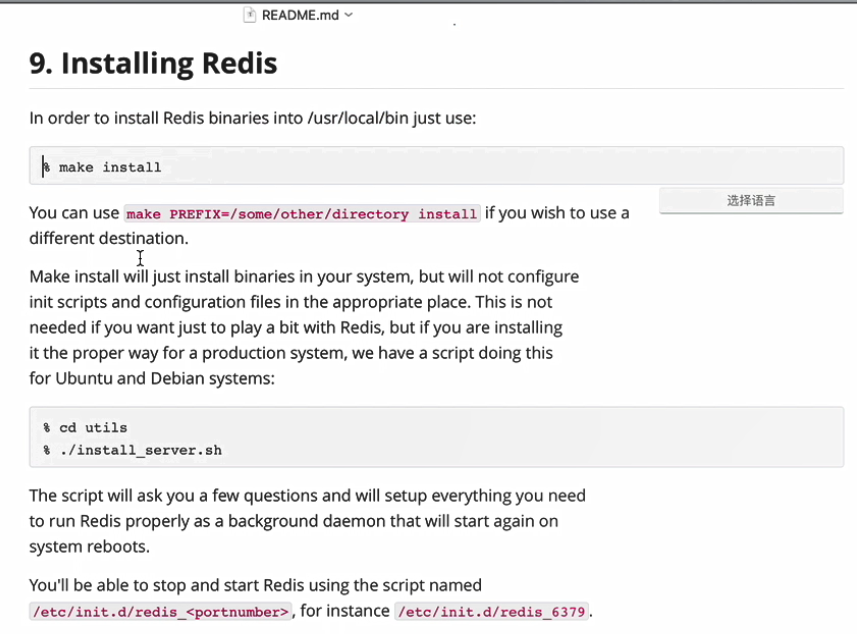 README.md
9. Installing Redis
In order to install Redis binaries into /usr/local/bin just use:
% make install
选择语言
You can use make PREFIX=/some/other/directory install if you wish to use a
different destination.
Make install will just install binaries in your system, but will not configure
init scripts and configuration files in the appropriate place. This is not
needed if you want just to play a bit with Redis, but if you are installing
it the proper way for a production system, we have a script doing this
for Ubuntu and Debian systems:
% cd utils
% ./install_server.sh
The script will ask you a few questions and will setup everything you need
to run Redis properly as a background daemon that will start again on
system reboots.
You'll be able to stop and start Redis using the script named
/etc/init.d/redis_<portnumber>, for instance /etc/init.d/redis_6379.